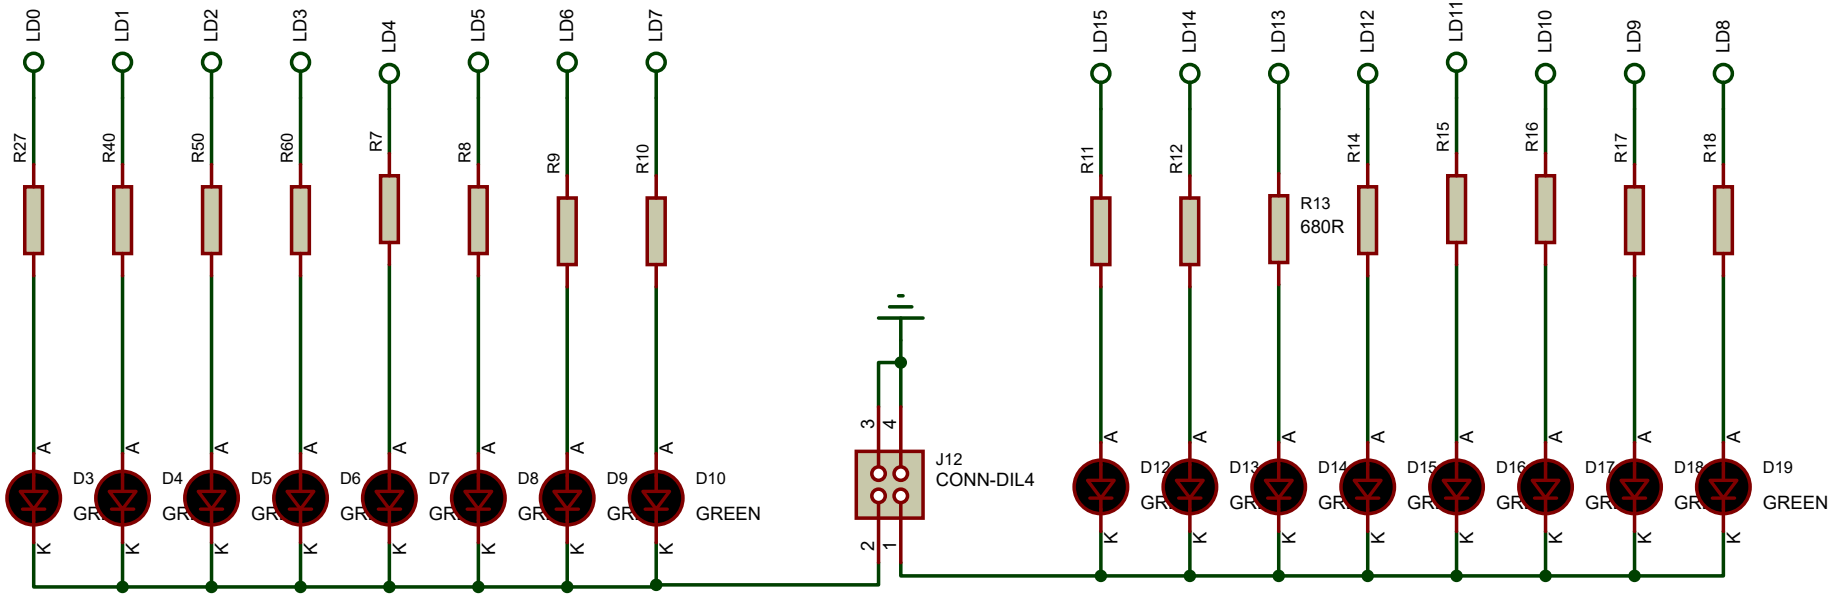 LD0 LD1 LD2 LD3 LD4 LD5 LD6 LD7 LD15 LD14 LD13 LD12 LD11 LD10 LD9 LD8
R27 R40 R50 R60 R7 R8 R9 R10 R11 R12 R14 R15 R16 R17 R18
R13
680R
A A A A A A A A A A A A A A A A
3 4
J12
CONN-DIL4
D3 D4 D5 D6 D7 D8 D9 D10 D12 D13 D14 D15 D16 D17 D18 D19
GREEN GREEN
2 1
K K K K K K K K K K K K K K K K